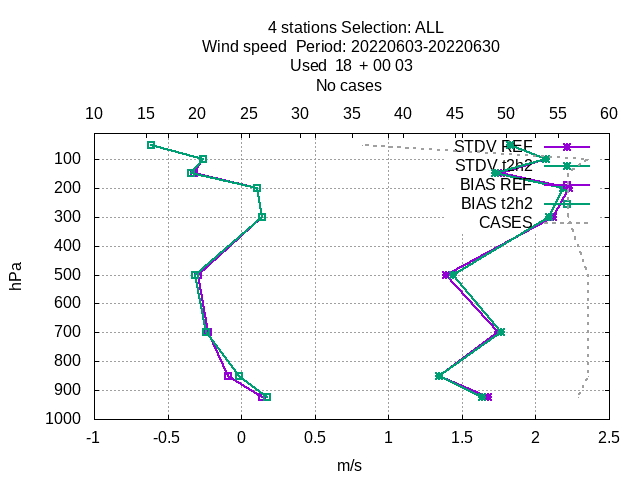 4 stations Selection: ALL
Wind speed  Period: 20220603-20220630
Used  18  + 00 03
No cases
10 15 20 25 30 35 40 45 50 55 60
STDV REF
STDV t2h2
BIAS REF
BIAS t2h2
CASES
100
200
300
400
500
600
700
800
900
1000
hPa
-1 -0.5 0 0.5 1 1.5 2 2.5
m/s